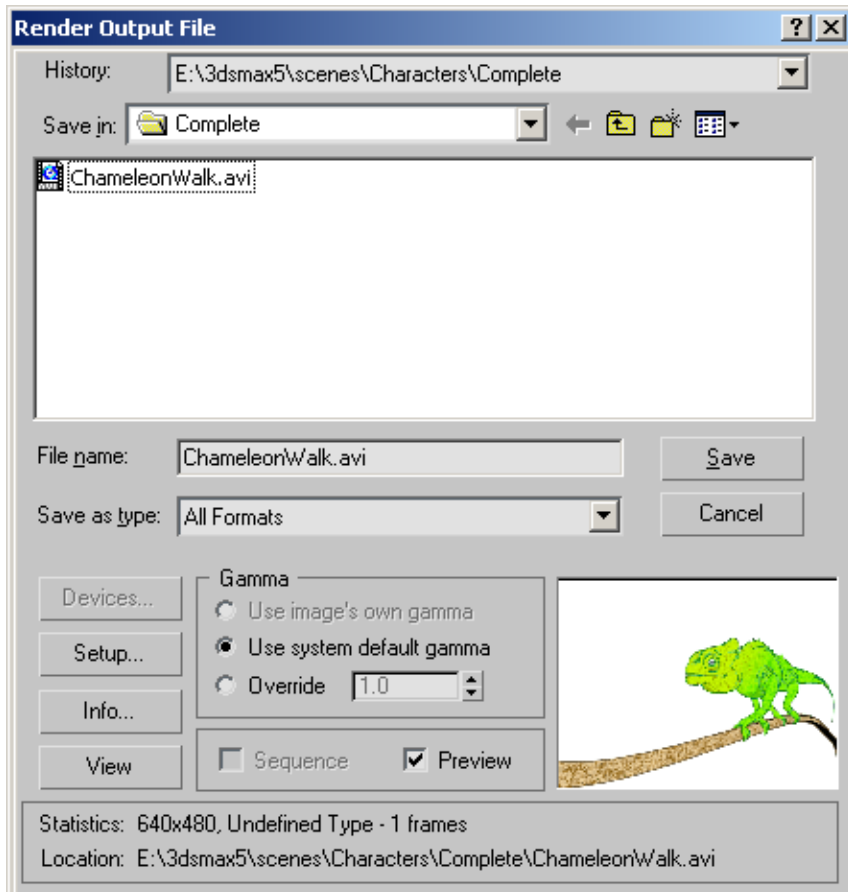 Render Output File
History: E:\3dsmax5\scenes\Characters\Complete
Save in: Complete
ChameleonWalk.avi
File name: ChameleonWalk.avi Save
Save as type: All Formats Cancel
Devices...
Setup...
Info...
View
Gamma
Use image's own gamma
Use system default gamma
Override 1.0
Sequence Preview
Statistics: 640x480, Undefined Type - 1 frames
Location: E:\3dsmax5\scenes\Characters\Complete\ChameleonWalk.avi